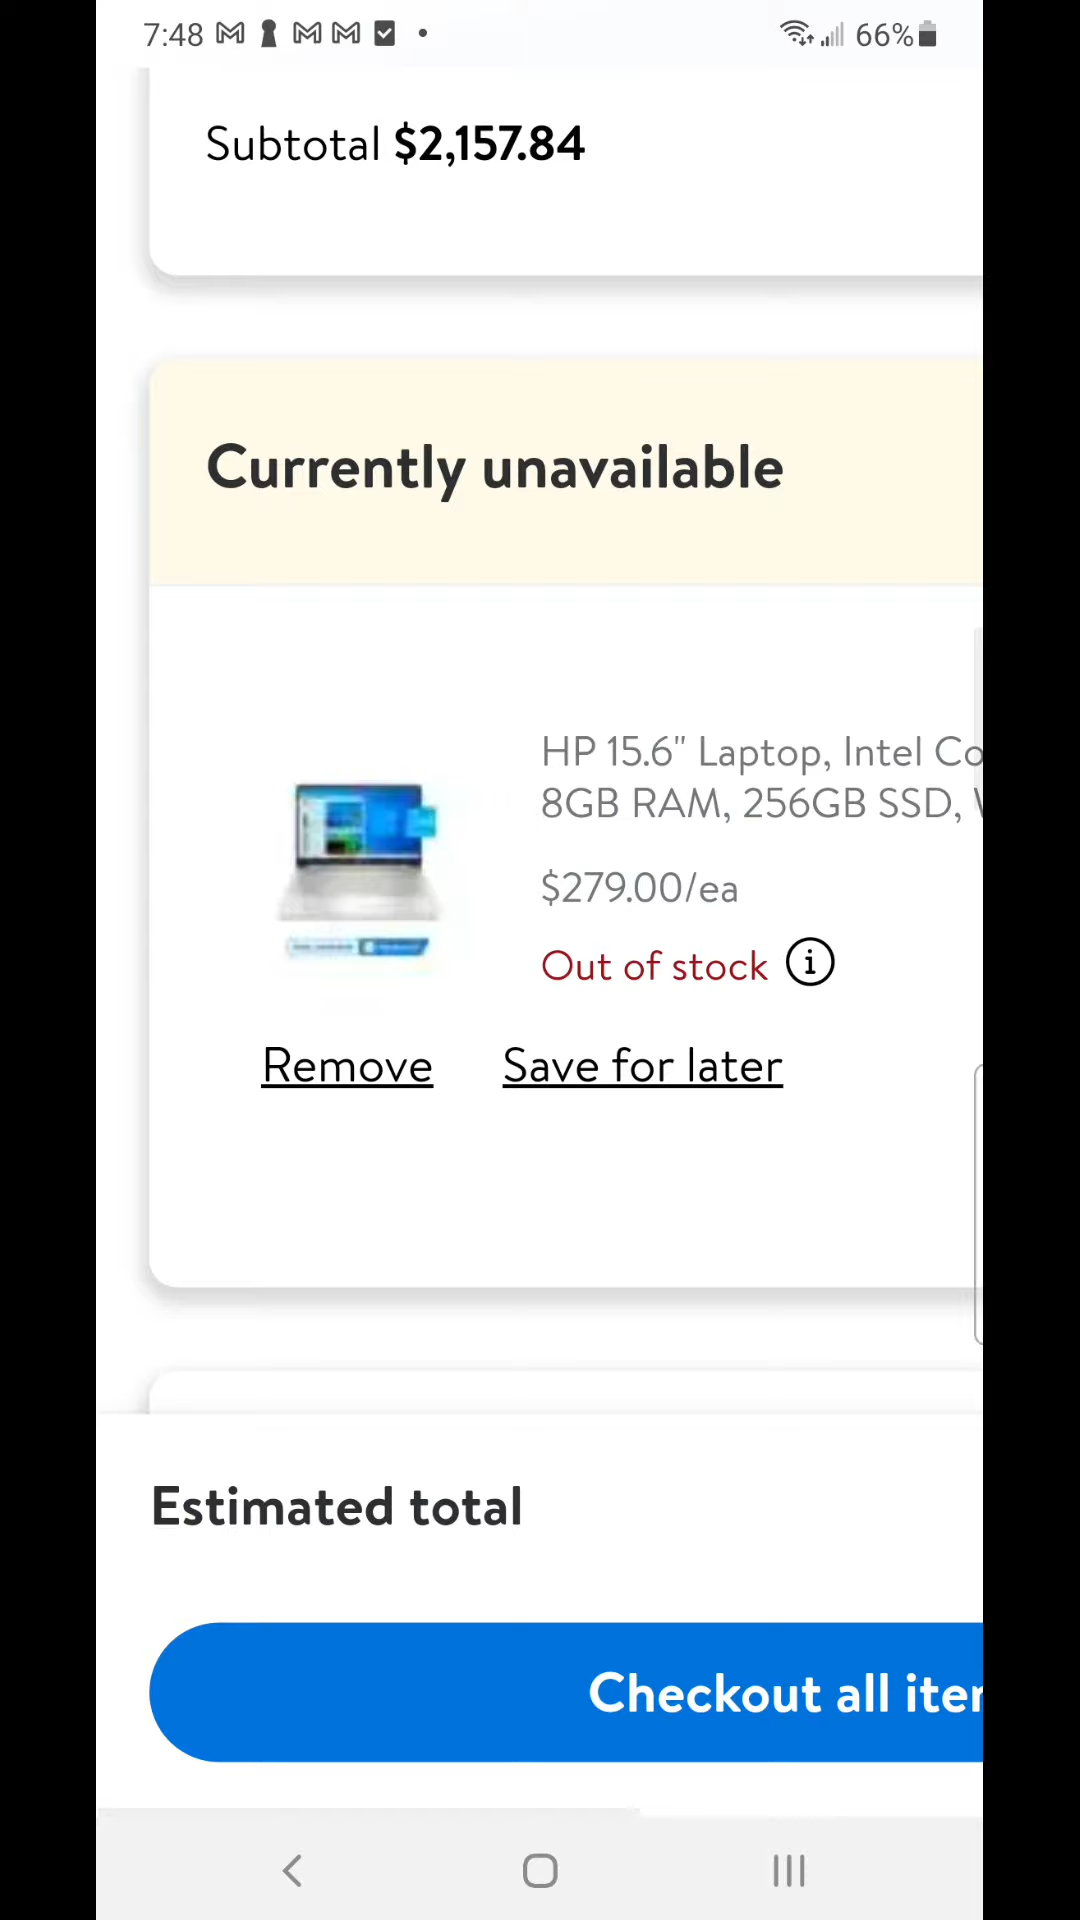 7:48 66%
Subtotal $2,157.84
Currently unavailable
HP 15.6" Laptop, Intel Co
8GB RAM, 256GB SSD,
$279.00/ea
Out of stock
Remove Save for later
Estimated total
Checkout all iter